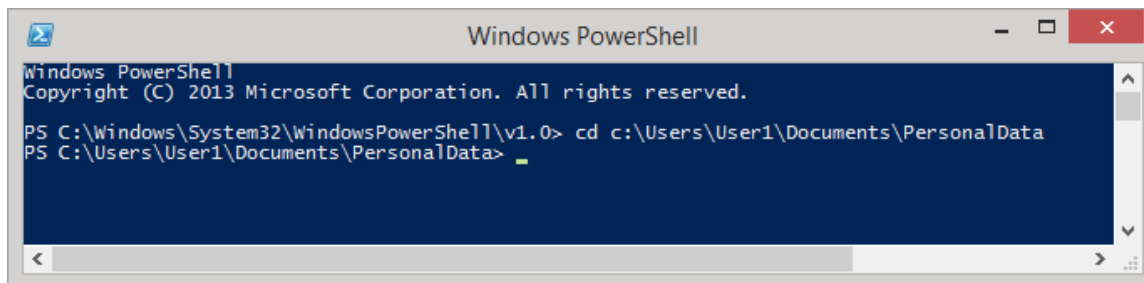 Windows PowerShell
Windows PowerShell
Copyright (C) 2013 Microsoft Corporation. All rights reserved.
PS C:\Windows\System32\WindowsPowerShell\v1.0> cd c:\Users\User1\Documents\PersonalData
PS C:\Users\User1\Documents\PersonalData> _